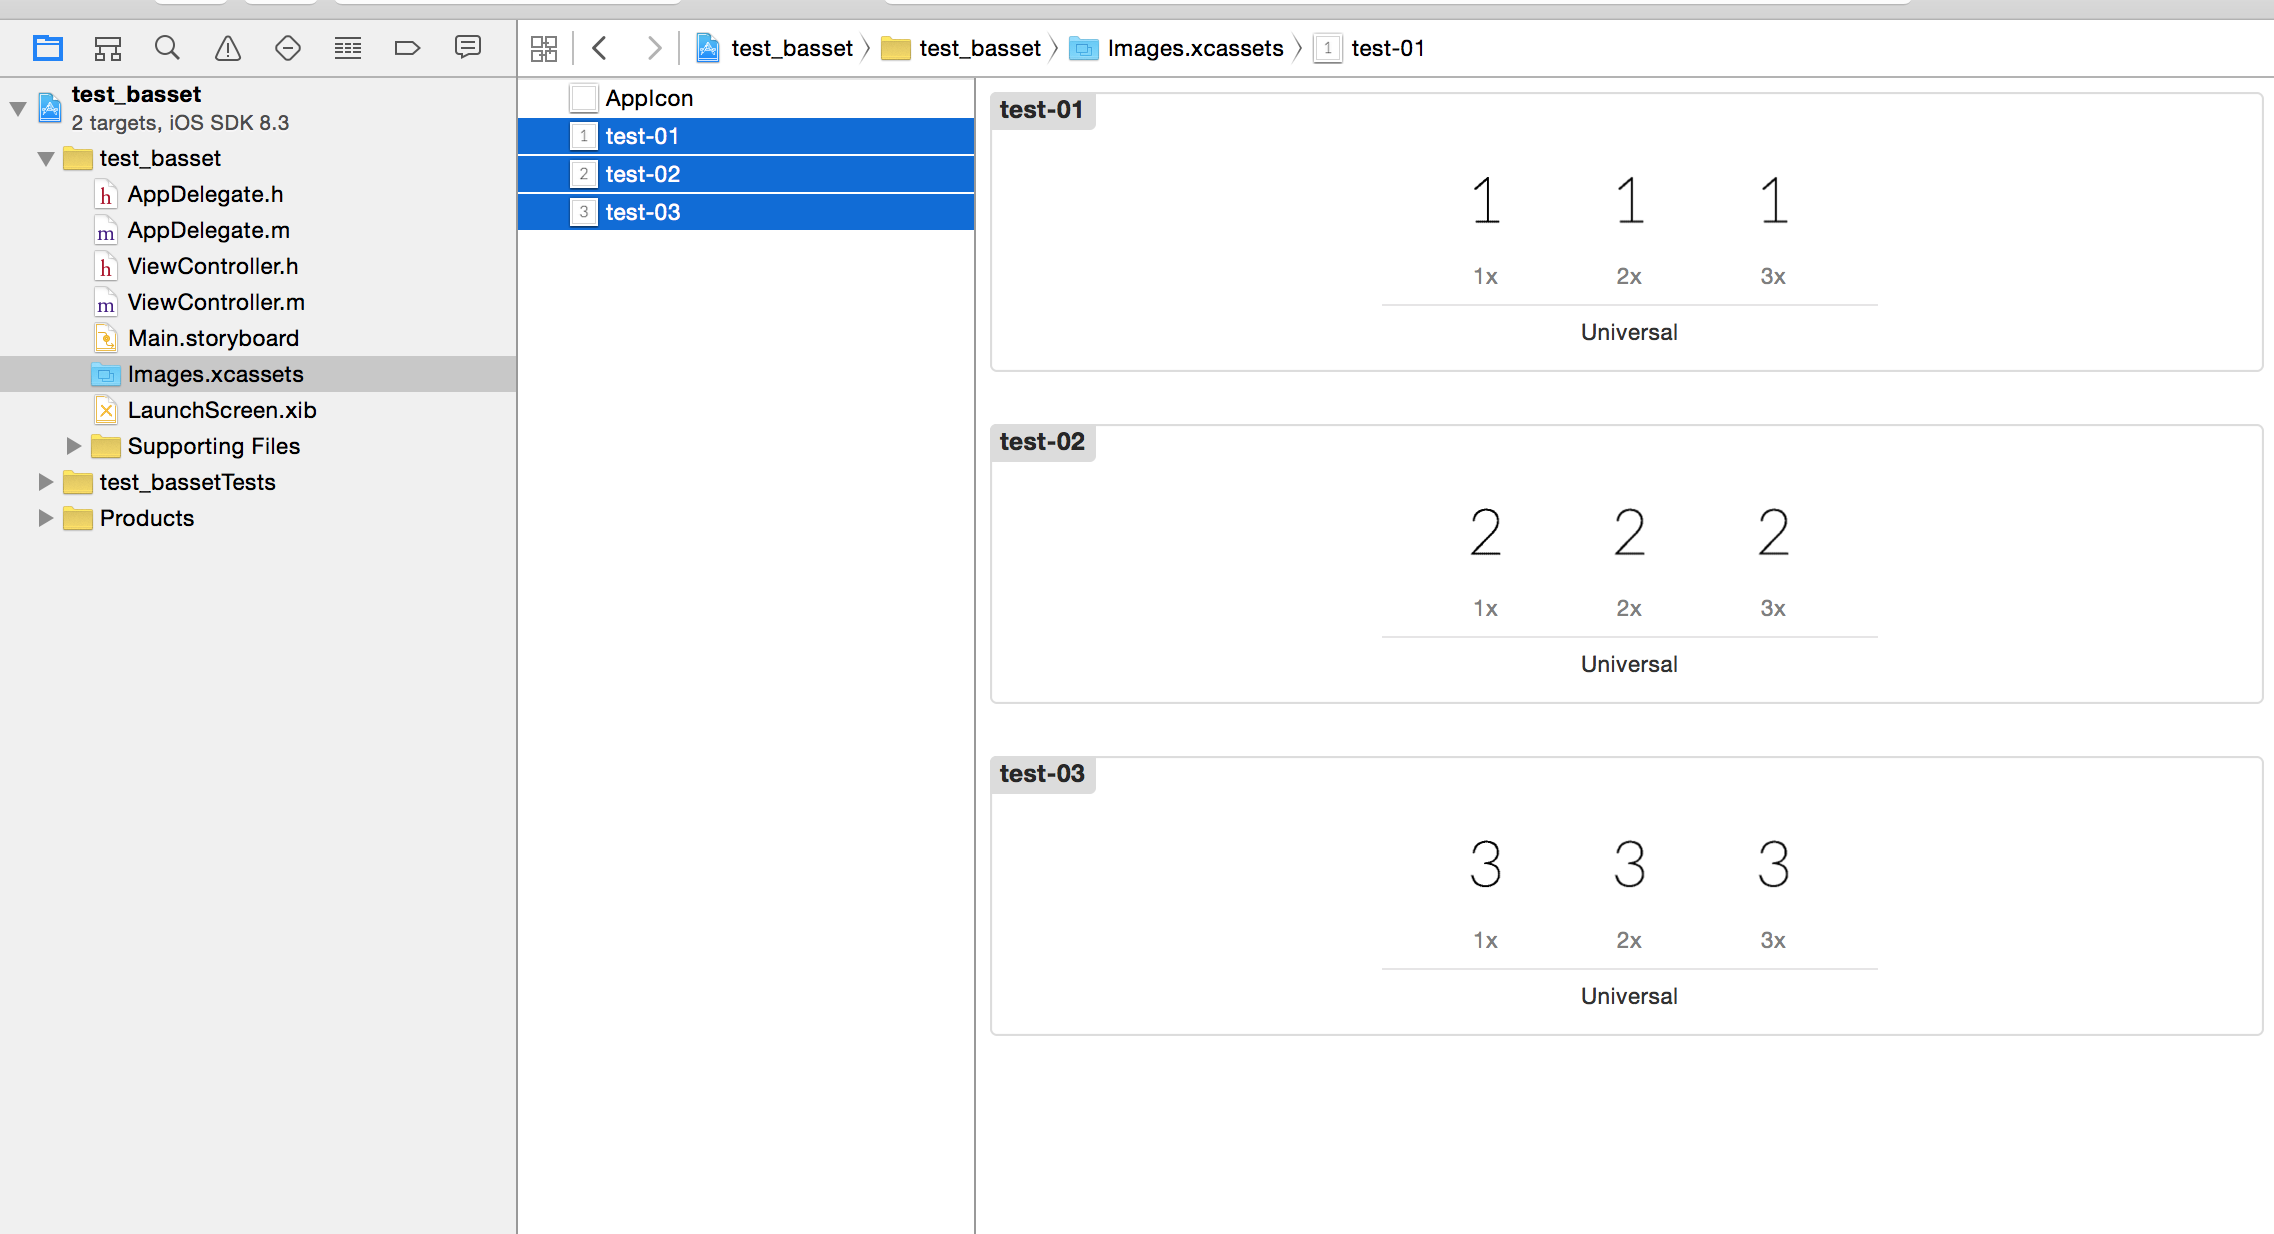 test_basset
2 targets, iOS SDK 8.3
test_basset
h AppDelegate.h
m AppDelegate.m
h ViewController.h
m ViewController.m
Main.storyboard
Images.xcassets
LaunchScreen.xib
Supporting Files
test_bassetTests
Products
test_basset test_basset Images.xcassets 1 test-01
AppIcon
1 test-01
2 test-02
3 test-03
test-01
1 1 1
1x 2x 3x
Universal
test-02
2 2 2
1x 2x 3x
Universal
test-03
3 3 3
1x 2x 3x
Universal